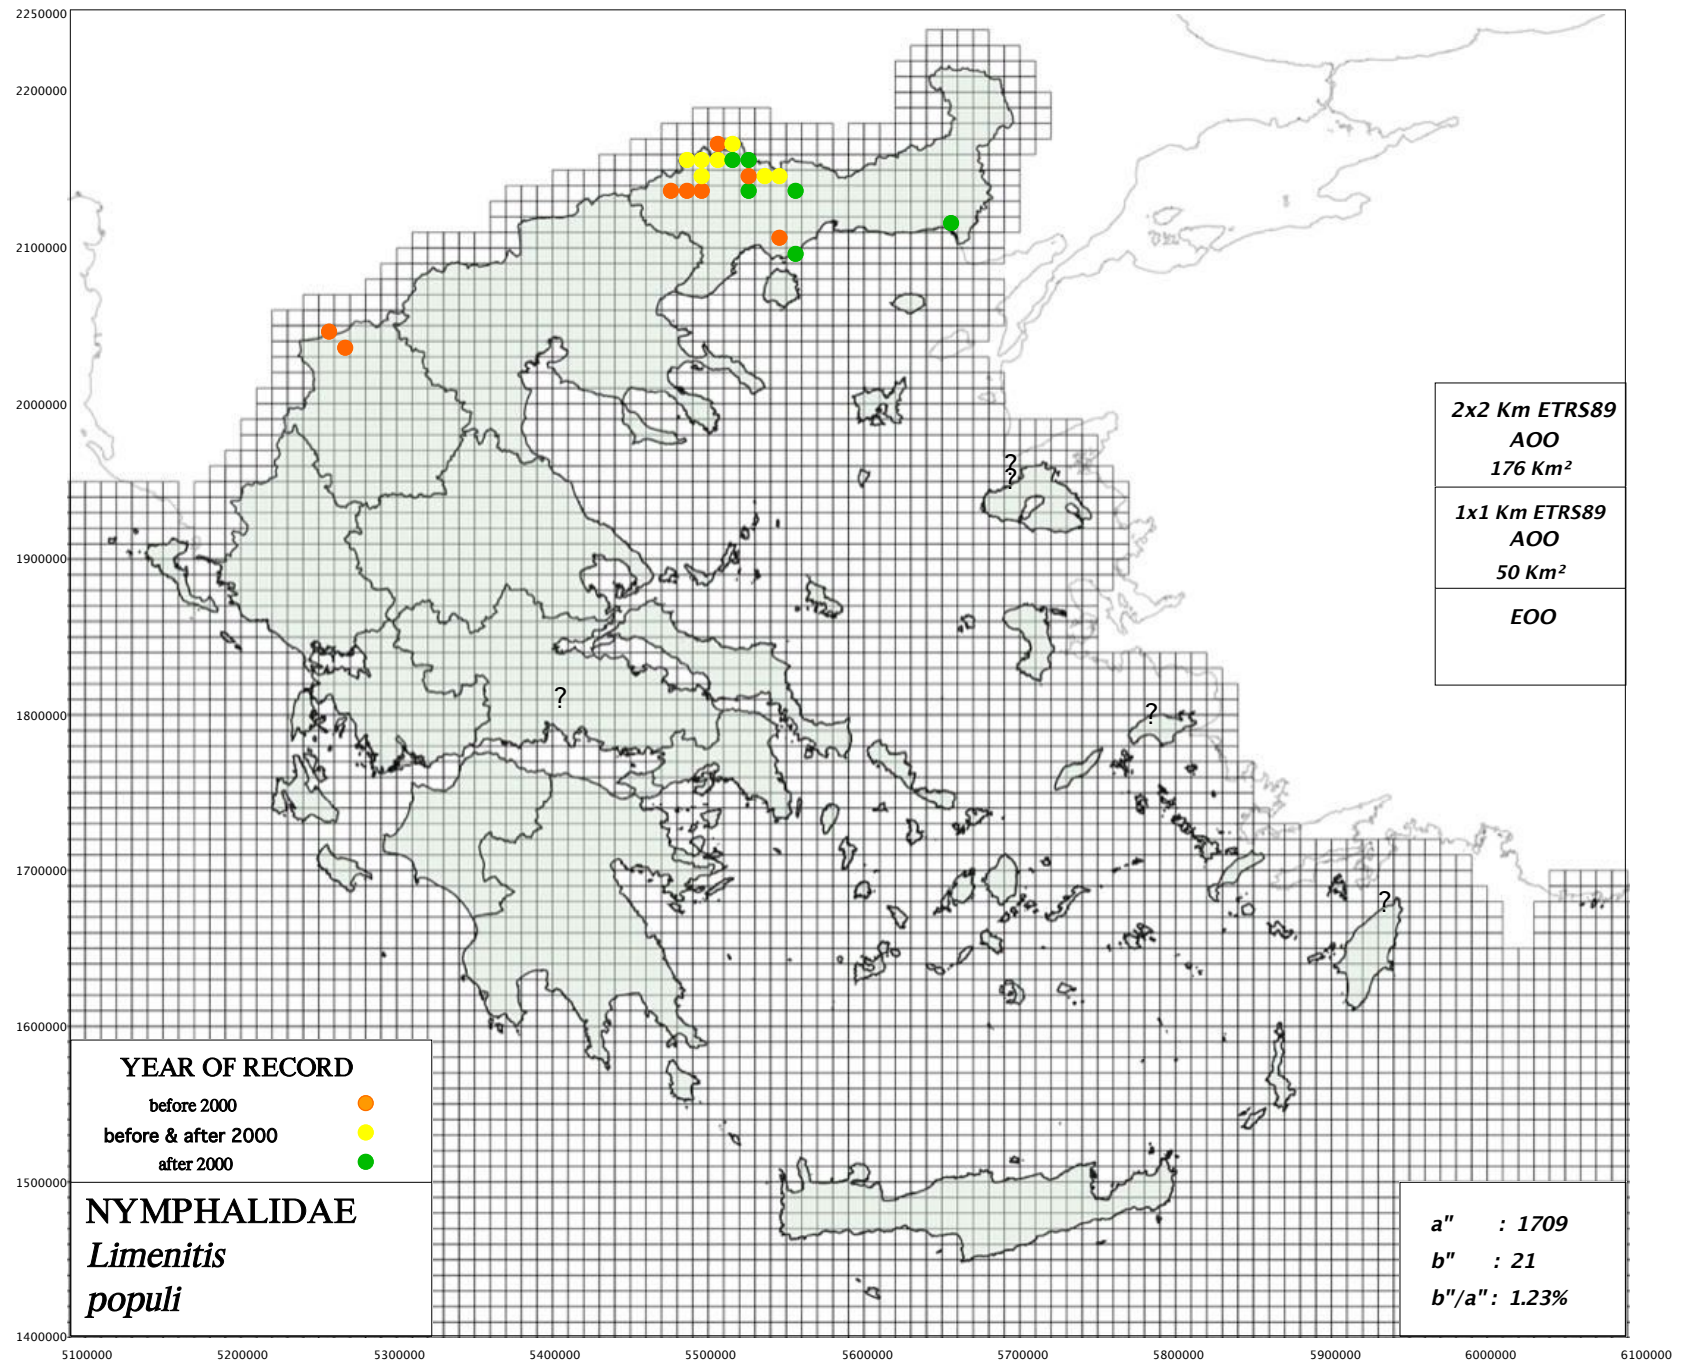 2250000
2200000
2100000
2000000
1900000
1800000
1700000
1600000
1500000
1400000
?
?
?
?
?
2x2 Km ETRS89
AOO
176 Km²
1x1 Km ETRS89
AOO
50 Km²
EOO
YEAR OF RECORD
before 2000
before & after 2000
after 2000
NYMPHALIDAE
Limenitis
populi
a" : 1709
b" : 21
b"/a" : 1.23%
5100000 5200000 5300000 5400000 5500000 5600000 5700000 5800000 5900000 6000000 6100000